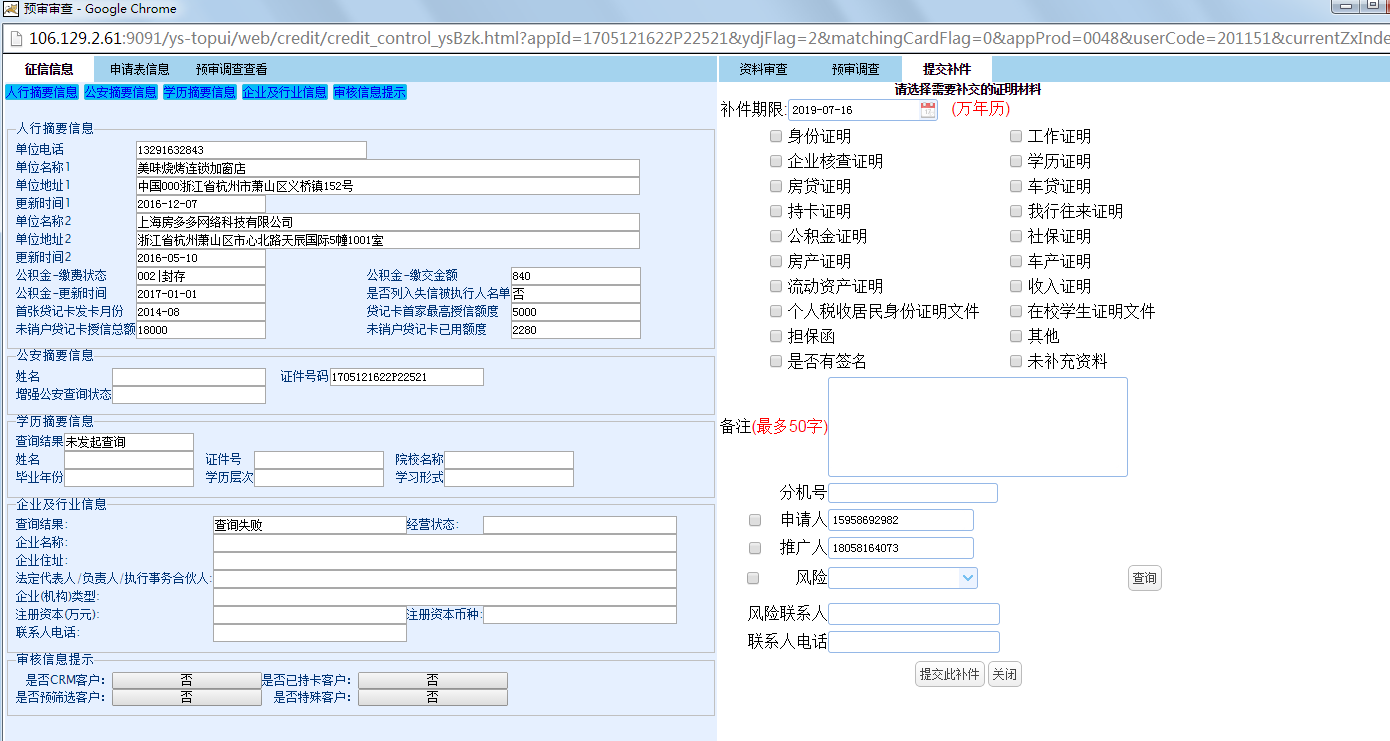 预审审查 - Google Chrome
106.129.2.61:9091/ys-topui/web/credit/credit_control_ysBzk.html?appId=1705121622P22521&ydjFlag=2&matchingCardFlag=0&appProd=0048&userCode=201151&currentZxInde
征信信息 申请表信息 预审调查查看
人行摘要信息 公安摘要信息 学历摘要信息 企业及行业信息 审核信息提示
人行摘要信息
单位电话 13291632843
单位名称1 美味烧烤连锁加窗店
单位地址1 中国000浙江省杭州市萧山区义桥镇152号
更新时间1 2016-12-07
单位名称2 上海房多多网络科技有限公司
单位地址2 浙江省杭州萧山区市心北路天辰国际5幢1001室
更新时间2 2016-05-10
公积金-缴费状态 002|封存 公积金-缴交金额 840
公积金-更新时间 2017-01-01 是否列入失信被执行人名单 否
首张贷记卡发卡月份 2014-08 贷记卡首家最高授信额度 5000
未销户贷记卡授信总额 18000 未销户贷记卡已用额度 2280
公安摘要信息
姓名 证件号码 1705121622P22521
增强公安查询状态
学历摘要信息
查询结果 未发起查询
姓名 证件号 院校名称
毕业年份 学历层次 学习形式
企业及行业信息
查询结果: 查询失败 经营状态:
企业名称:
企业住址:
法定代表人/负责人/执行事务合伙人:
企业(机构)类型:
注册资本(万元): 注册资本币种:
联系人电话:
审核信息提示
是否CRM客户: 否 是否已持卡客户: 否
是否预筛选客户: 否 是否特殊客户: 否
资料审查 预审调查 提交补件
请选择需要补交的证明材料
补件期限: 2019-07-16 (万年历)
身份证明 工作证明
企业核查证明 学历证明
房贷证明 车贷证明
持卡证明 我行往来证明
公积金证明 社保证明
房产证明 车产证明
流动资产证明 收入证明
个人税收居民身份证明文件 在校学生证明文件
担保函 其他
是否有签名 未补充资料
备注(最多50字)
分机号
申请人 15958692982
推广人 18058164073
风险 查询
风险联系人
联系人电话
提交此补件 关闭